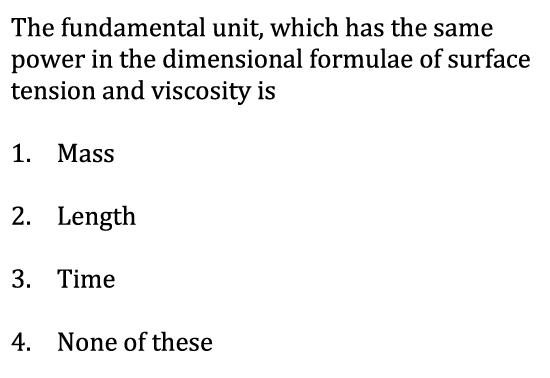 The fundamental unit, which has the same
power in the dimensional formulae of surface
tension and viscosity is
1. Mass
2. Length
3. Time
4. None of these